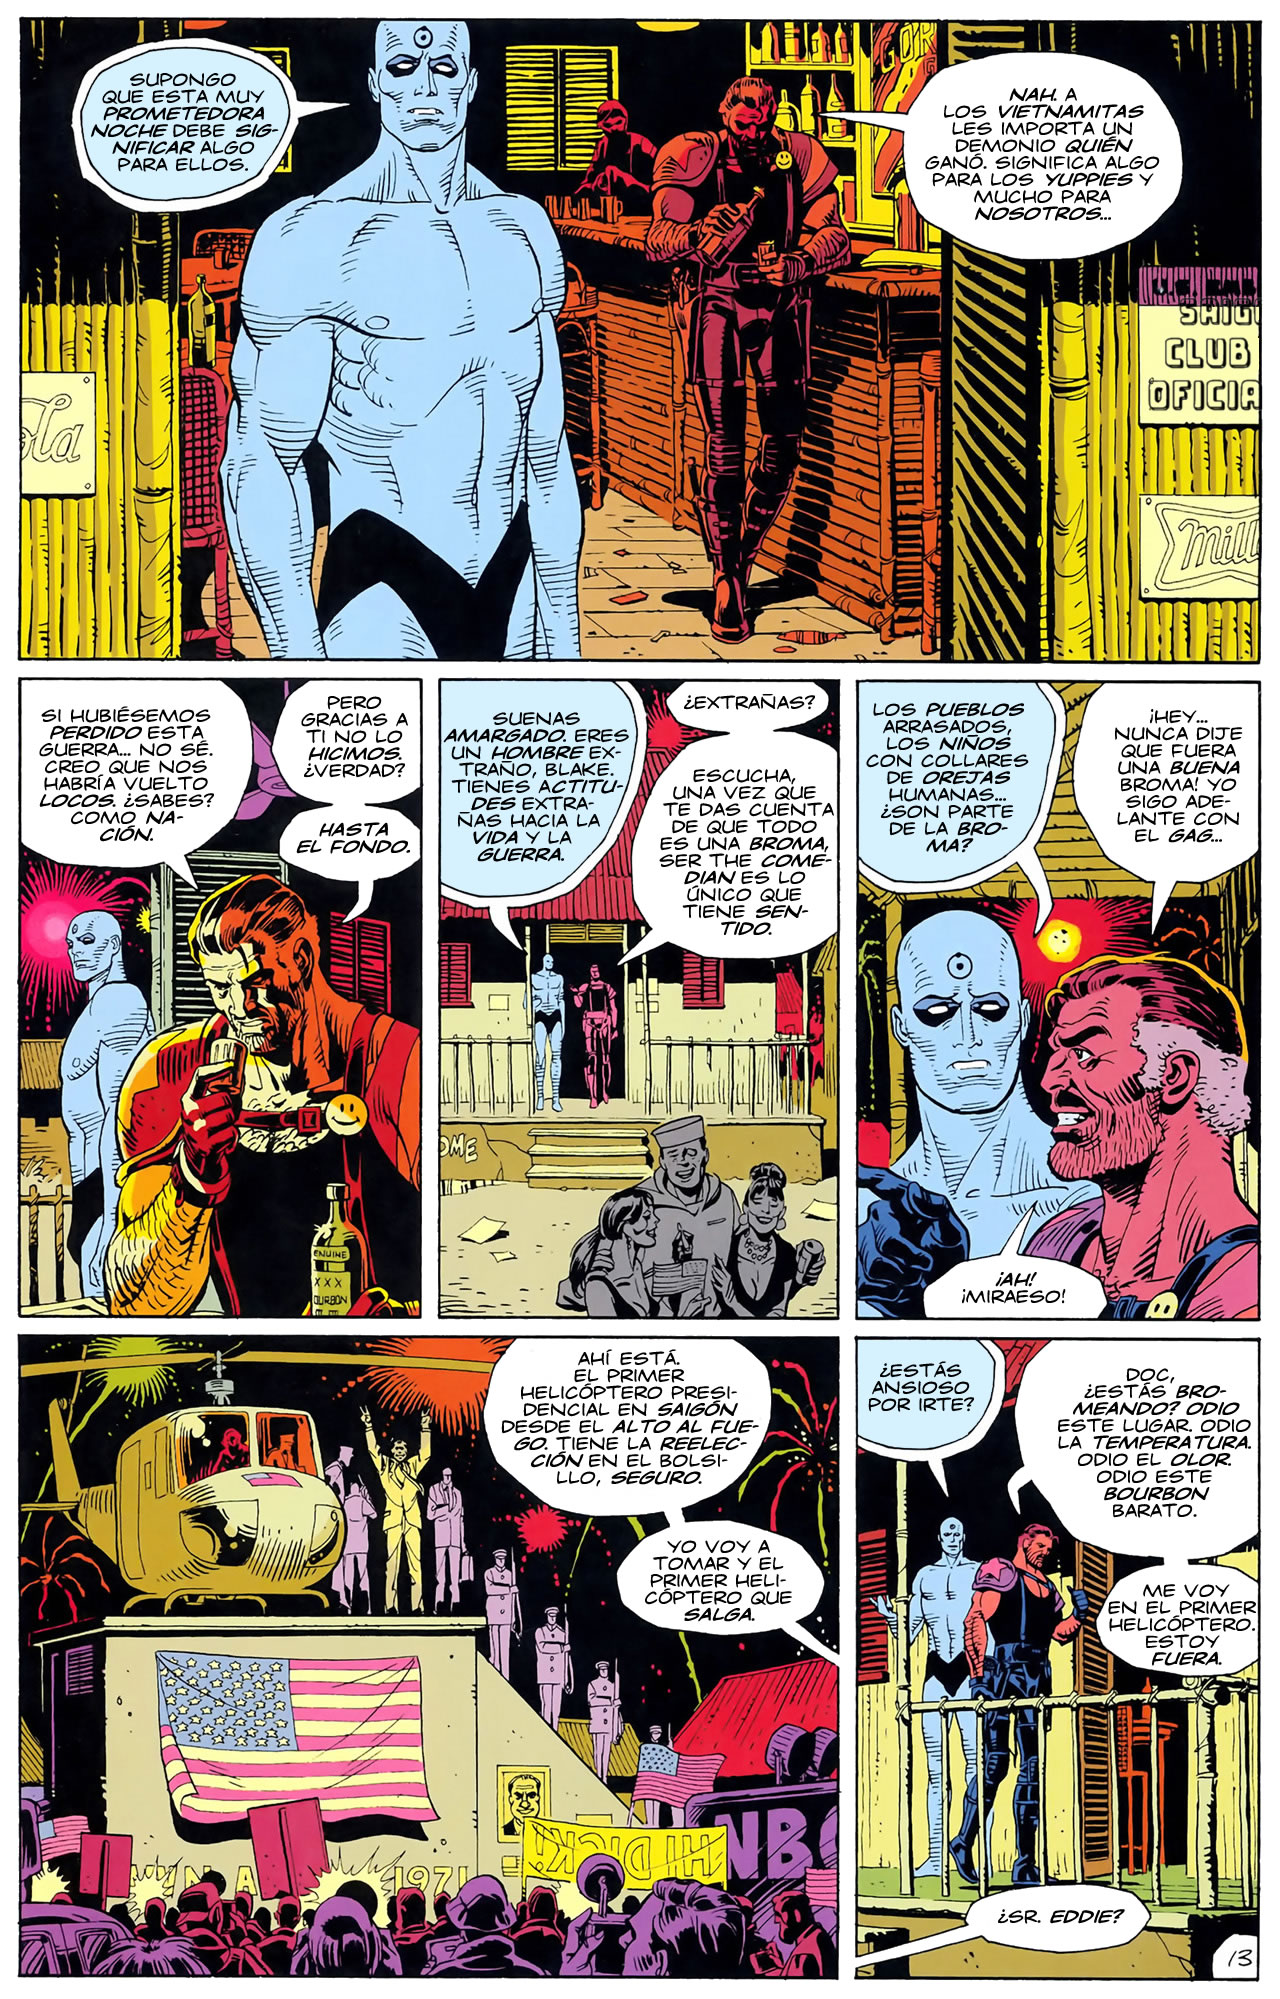 SUPONGO
QUE ESTA MUY
PROMETEDORA
NOCHE DEBE SIG-
NIFICAR ALGO
PARA ELLOS.
NAH. A
LOS VIETNAMITAS
LES IMPORTA UN
DEMONIO QUIÉN
GANÓ. SIGNIFICA ALGO
PARA LOS YUPPIES Y
MUCHO PARA
NOSOTROS...
CLUB
OFICIA
SI HUBIÉSEMOS
PERDIDO ESTA
GUERRA... NO SÉ.
CREO QUE NOS
HABRÍA VUELTO
LOCOS. ¿SABES?
COMO NA-
CIÓN.
PERO
GRACIAS A
TI NO LO
HICIMOS.
¿VERDAD?
HASTA
EL FONDO.
ENUINE
XXX
OURBON
SUENAS
AMARGADO. ERES
UN HOMBRE EX-
TRAÑO, BLAKE.
TIENES ACTITU-
DES EXTRA-
ÑAS HACIA LA
VIDA Y LA
GUERRA.
¿EXTRAÑAS?
ESCUCHA,
UNA VEZ QUE
TE DAS CUENTA
DE QUE TODO
ES UNA BROMA,
SER THE COME-
DIAN ES LO
ÚNICO QUE
TIENE SEN-
TIDO.
OME
LOS PUEBLOS
ARRASADOS,
LOS NIÑOS
CON COLLARES
DE OREJAS
HUMANAS...
¿SON PARTE
DE LA BRO-
MA?
¡HEY...
NUNCA DIJE
QUE FUERA
UNA BUENA
BROMA! YO
SIGO ADE-
LANTE CON
EL GAG...
¡AH!
¡MIRAESO!
AHÍ ESTÁ.
EL PRIMER
HELICÓPTERO PRESI-
DENCIAL EN SAIGÓN
DESDE EL ALTO AL FUE-
GO. TIENE LA REELEC-
CIÓN EN EL BOLSI-
LLO, SEGURO.
YO VOY A
TOMAR Y EL
PRIMER HELI-
CÓPTERO QUE
SALGA.
1971
HI DICK!
NBC
¿ESTÁS
ANSIOSO
POR IRTE?
DOC,
¿ESTÁS BRO-
MEANDO? ODIO
ESTE LUGAR. ODIO
LA TEMPERATURA.
ODIO EL OLOR.
ODIO ESTE
BOURBON
BARATO.
ME VOY
EN EL PRIMER
HELICÓPTERO.
ESTOY
FUERA.
¿SR. EDDIE?
13